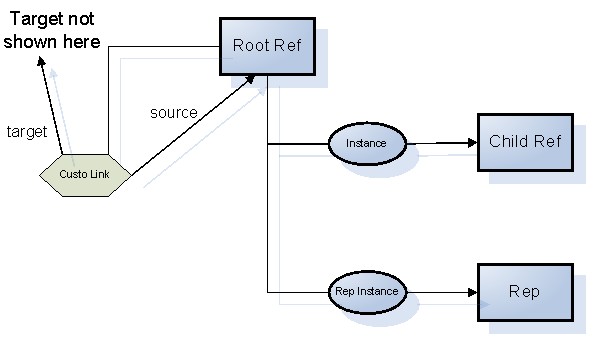 Target not
shown here
Root Ref
source
target
Instance
Child Ref
Custo Link
Rep Instance
Rep